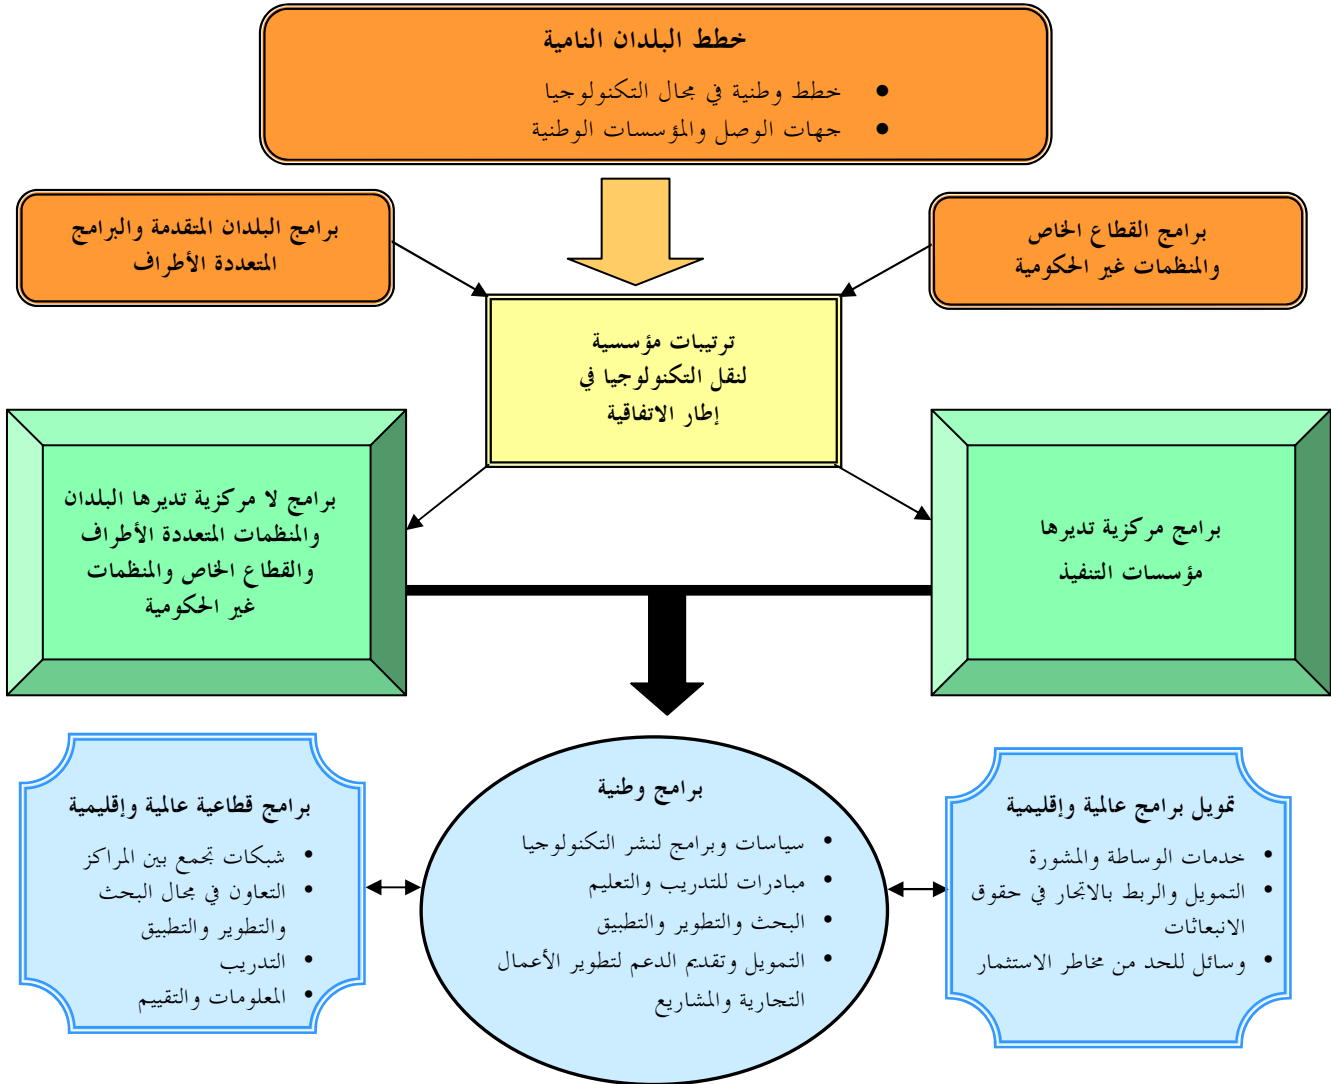 خطط البلدان النامية
• خطط وطنية في مجال التكنولوجيا
• جهات الوصل والمؤسسات الوطنية
برامج القطاع الخاص
والمنظمات غير الحكومية
برامج البلدان المتقدمة والبرامج
المتعددة الأطراف
ترتيبات مؤسسية
لنقل التكنولوجيا في
إطار الاتفاقية
برامج مركزية تديرها
مؤسسات التنفيذ
برامج لا مركزية تديرها البلدان
والمنظمات المتعددة الأطراف
والقطاع الخاص والمنظمات
غير الحكومية
تمويل برامج عالمية وإقليمية
• خدمات الوساطة والمشورة
• التمويل والربط بالاتجار في حقوق
الانبعاثات
• وسائل للحد من مخاطر الاستثمار
برامج وطنية
• سياسات وبرامج لنشر التكنولوجيا
• مبادرات للتدريب والتعليم
• البحث والتطوير والتطبيق
• التمويل وتقديم الدعم لتطوير الأعمال
التجارية والمشاريع
برامج قطاعية عالمية وإقليمية
• شبكات تجمع بين المراكز
• التعاون في مجال البحث
والتطوير والتطبيق
• التدريب
• المعلومات والتقييم